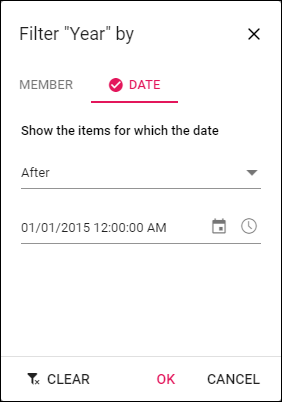 Filter "Year" by
MEMBER DATE
Show the items for which the date
After
01/01/2015 12:00:00 AM
CLEAR OK CANCEL